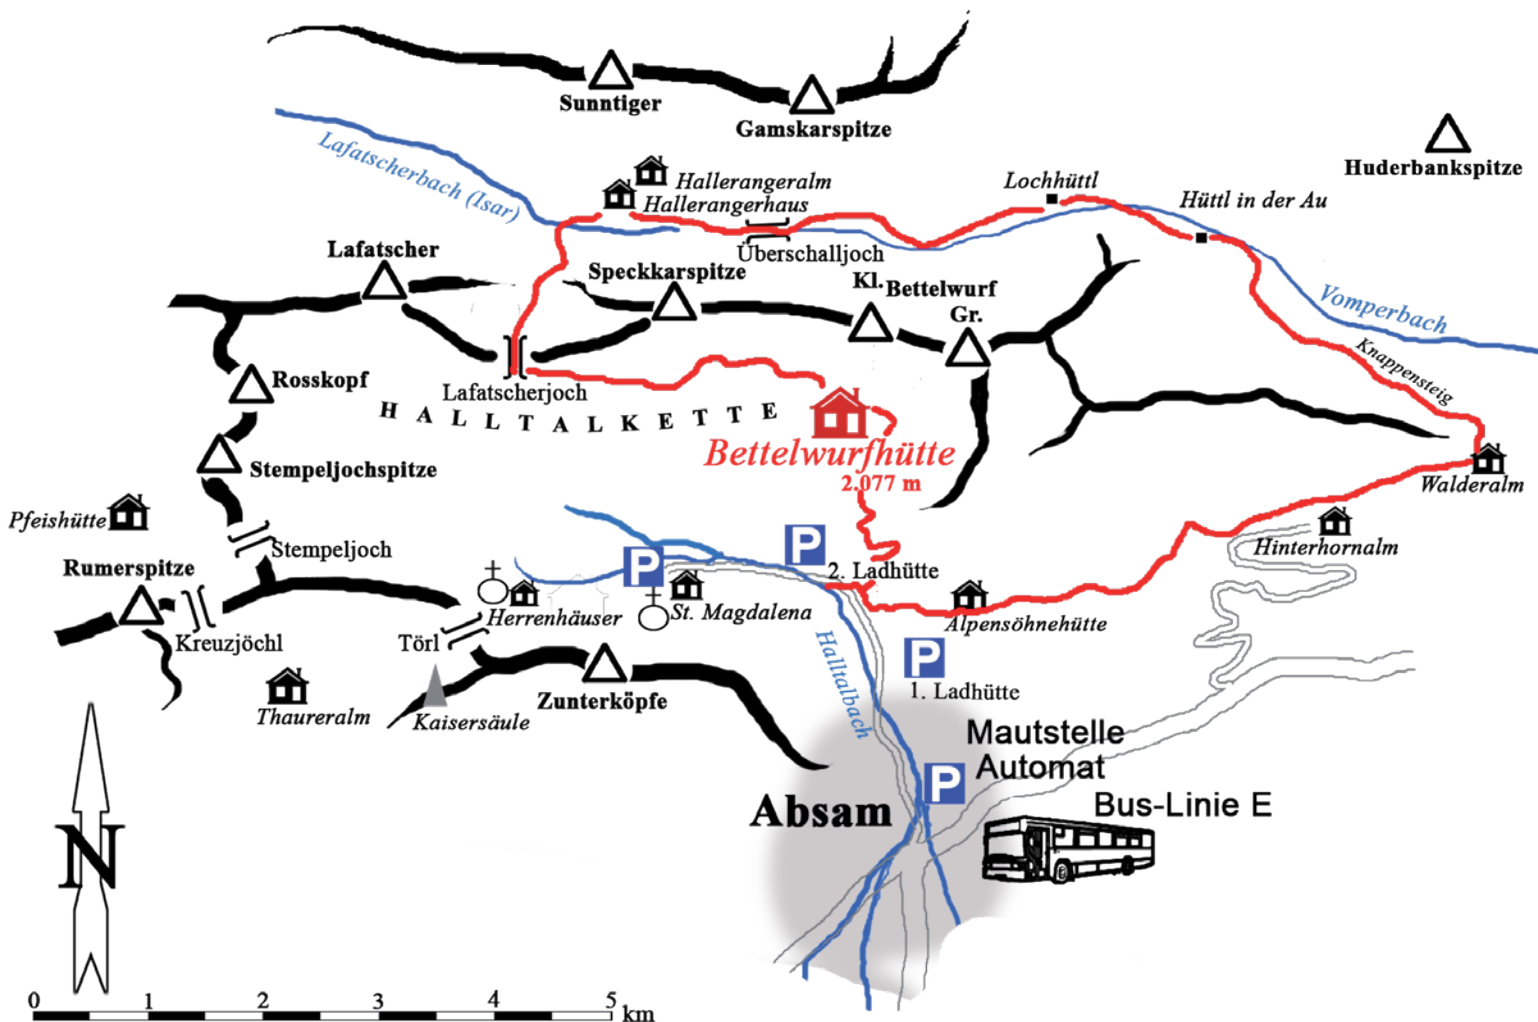 Sunntiger
Gamskarspitze
Huderbankspitze
Lafatscherbach (Isar)
Hallerangeralm
Hallerangerhaus
Lochhüttl
Hüttl in der Au
Überschalljoch
Lafatscher
Speckkarspitze
Kl. Bettelwurf
Gr.
Vomperbach
Knappensteig
Rosskopf
Lafatscherjoch
HALLTALKETTE
Bettelwurfhütte
2.077 m
Stempeljochspitze
Walderalm
Pfeishütte
Stempeljoch
Hinterhornalm
P
P
Rumerspitze
2. Ladhütte
Herrenhäuser
St. Magdalena
Alpensöhnehütte
Kreuzjöchl
Törl
Halltalbach
P
1. Ladhütte
Zunterköpfe
Thaureralm
Kaisersäule
Mautstelle
Automat
P
Absam
Bus-Linie E
N
0 1 2 3 4 5 km